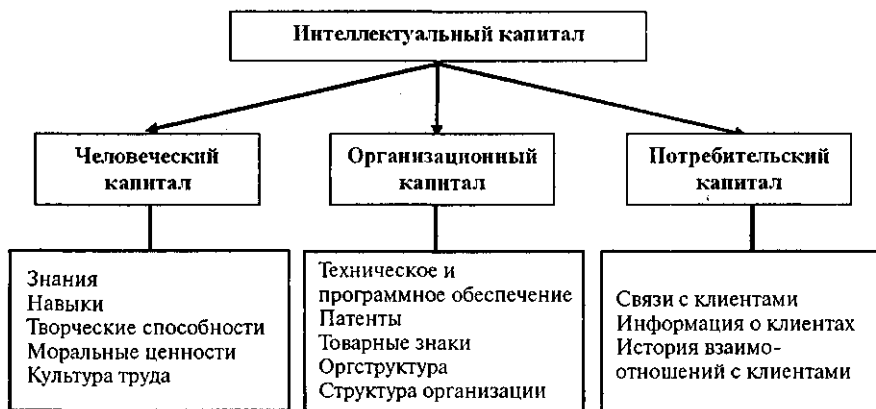 Интеллектуальный капитал
Человеческий
капитал
Организационный
капитал
Потребительский
капитал
Знания
Навыки
Творческие способности
Моральные ценности
Культура труда
Техническое и
программное обеспечение
Патенты
Товарные знаки
Оргструктура
Структура организации
Связи с клиентами
Информация о клиентах
История взаимо-
отношений с клиентами